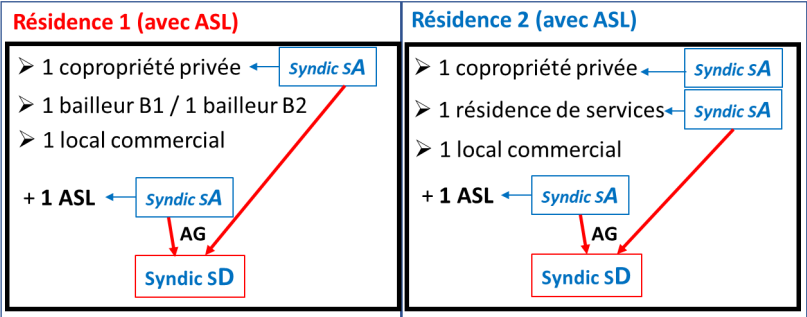 Résidence 1 (avec ASL)
➢ 1 copropriété privée
Syndic SA
➢ 1 bailleur B1 / 1 bailleur B2
➢ 1 local commercial
+ 1 ASL
Syndic SA
AG
Syndic SD
Résidence 2 (avec ASL)
➢ 1 copropriété privée
Syndic SA
➢ 1 résidence de services
Syndic SA
➢ 1 local commercial
+ 1 ASL
Syndic SA
AG
Syndic SD